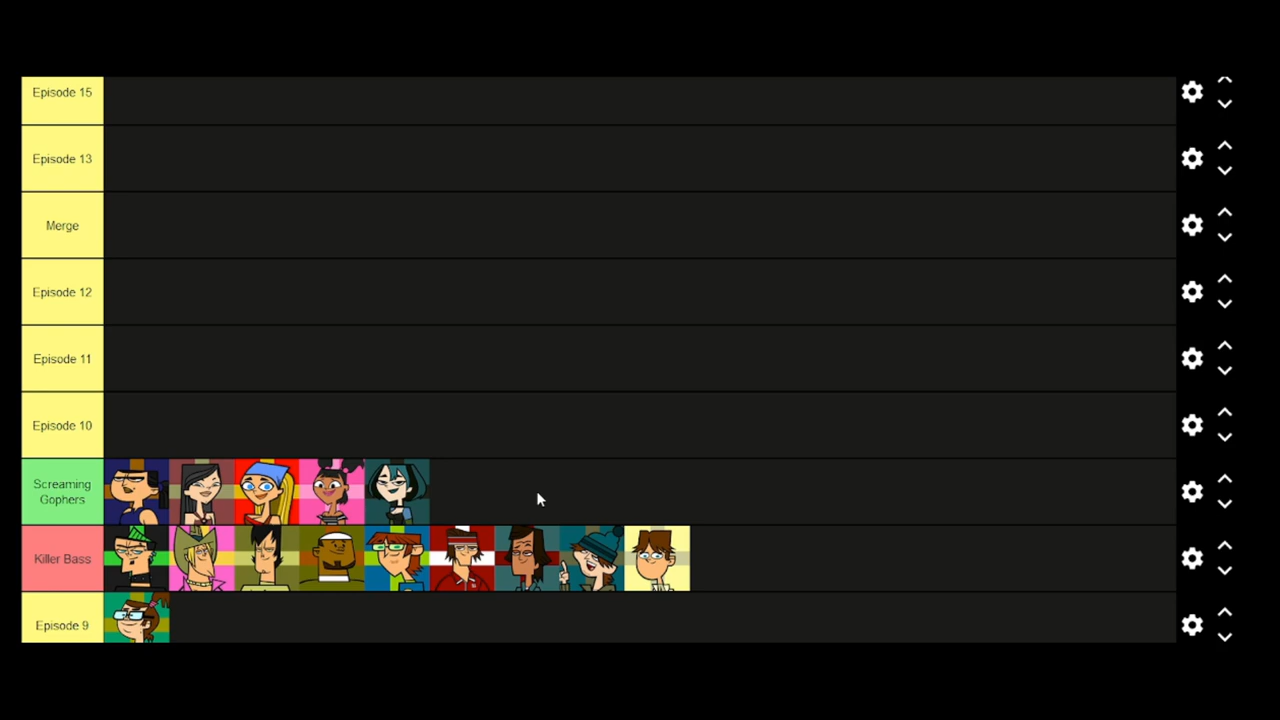 Episode 15
Episode 13
Merge
Episode 12
Episode 11
Episode 10
Screaming
Gophers
Killer Bass
Episode 9